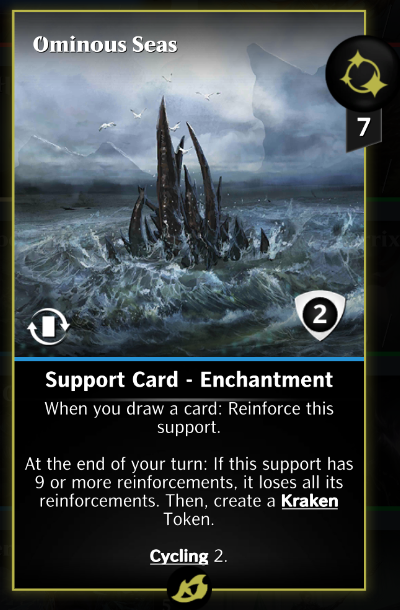 Ominous Seas
7
2
Support Card - Enchantment
When you draw a card: Reinforce this
support.
At the end of your turn: If this support has
9 or more reinforcements, it loses all its
reinforcements. Then, create a Kraken
Token.
Cycling 2.